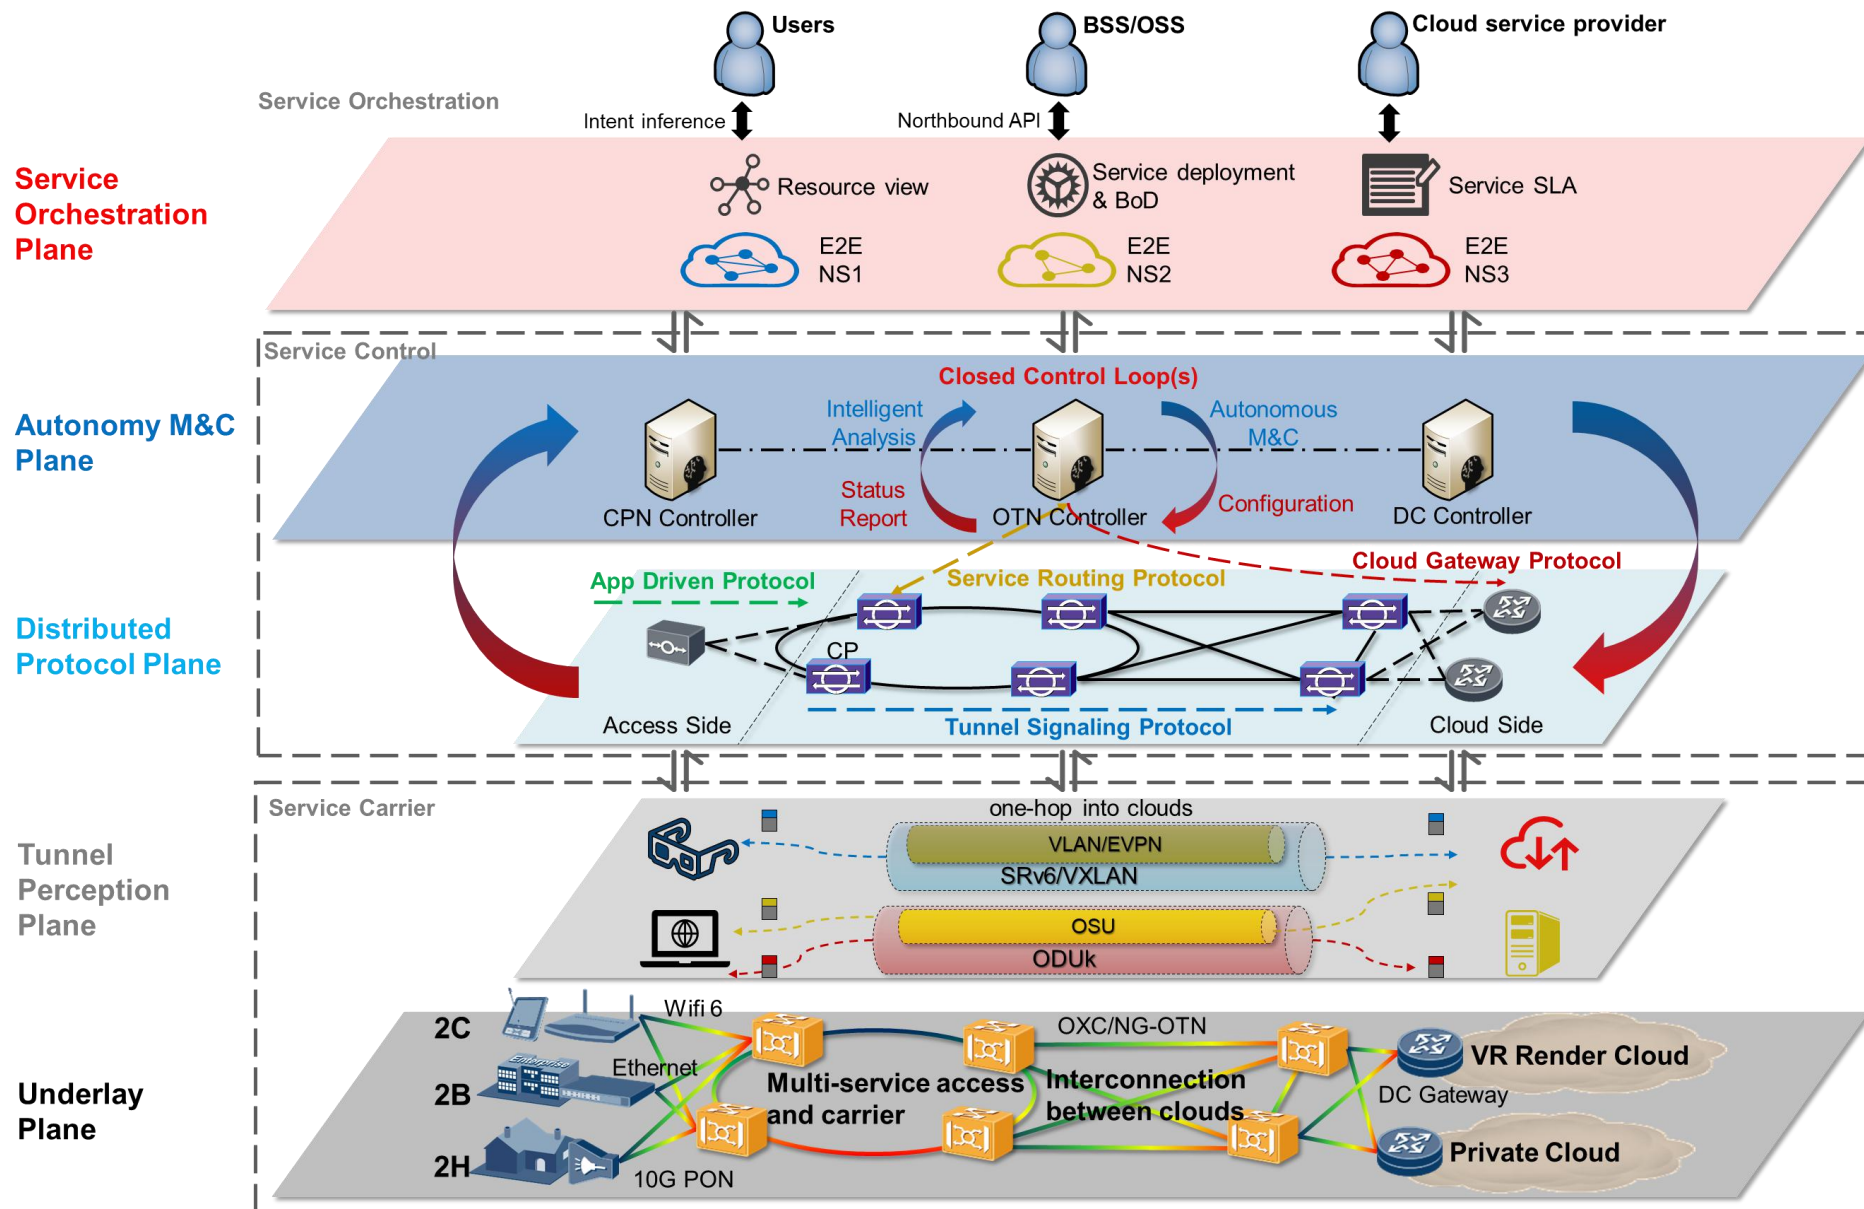 Users
BSS/OSS
Cloud service provider
Service Orchestration
Intent inference
Northbound API
Service
Orchestration
Plane
Resource view
Service deployment
& BoD
Service SLA
E2E
NS1
E2E
NS2
E2E
NS3
Service Control
Closed Control Loop(s)
Autonomy M&C
Plane
Intelligent
Analysis
Autonomous
M&C
Status
Report
Configuration
CPN Controller
OTN Controller
DC Controller
Distributed
Protocol Plane
App Driven Protocol
Service Routing Protocol
Cloud Gateway Protocol
CP
Access Side
Tunnel Signaling Protocol
Cloud Side
Service Carrier
Tunnel
Perception
Plane
one-hop into clouds
VLAN/EVPN
SRv6/VXLAN
OSU
ODUk
Underlay
Plane
2C
Wifi 6
OXC/NG-OTN
VR Render Cloud
Enterprise
Ethernet
2B
Multi-service access
and carrier
Interconnection
between clouds
DC Gateway
2H
10G PON
Private Cloud